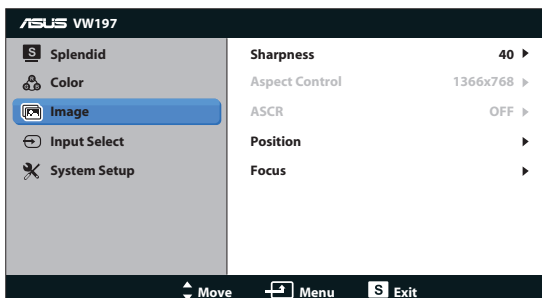 ASUS VW197
S Splendid
Color
Image
Input Select
System Setup
Sharpness 40
Aspect Control 1366x768
ASCR OFF
Position
Focus
Move Menu S Exit